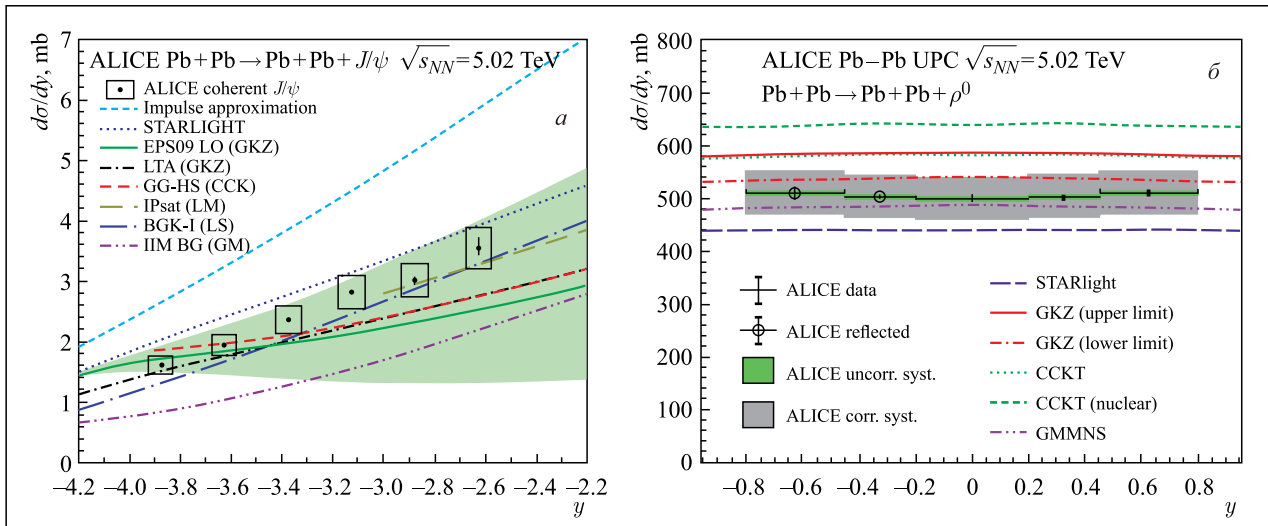 ALICE Pb+Pb→Pb+Pb+ J/ψ √sNN=5.02 TeV
а
ALICE coherent J/ψ
Impulse approximation
STARLIGHT
EPS09 LO (GKZ)
LTA (GKZ)
GG-HS (CCK)
IPsat (LM)
BGK-I (LS)
IIM BG (GM)
dσ/dy, mb
7
6
5
4
3
2
1
0
–4.2 –4.0 –3.8 –3.6 –3.4 –3.2 –3.0 –2.8 –2.6 –2.4 –2.2
y
ALICE Pb–Pb UPC √sNN=5.02 TeV
б
Pb+Pb→Pb+Pb+ρ0
dσ/dy, mb
800
700
600
500
400
300
200
100
0
ALICE data
ALICE reflected
ALICE uncorr. syst.
ALICE corr. syst.
STARlight
GKZ (upper limit)
GKZ (lower limit)
CCKT
CCKT (nuclear)
GMMNS
–0.8 –0.6 –0.4 –0.2 0 0.2 0.4 0.6 0.8
y